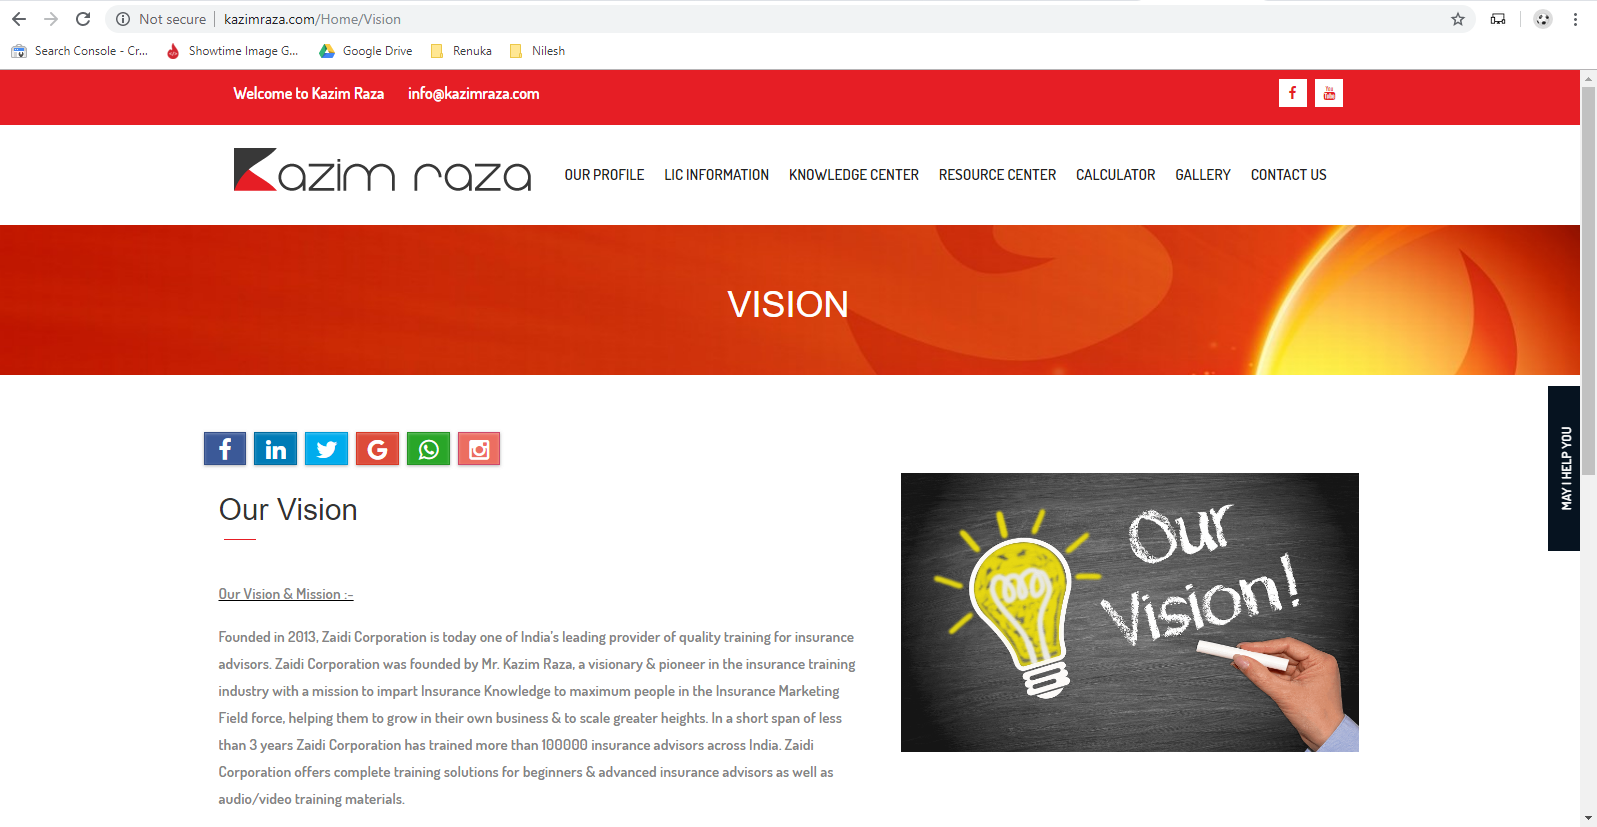 Not secure | kazimraza.com/Home/Vision
Search Console - Cr... Showtime Image G... Google Drive Renuka Nilesh
Welcome to Kazim Raza info@kazimraza.com
You
Tube
Kazim raza
OUR PROFILE LIC INFORMATION KNOWLEDGE CENTER RESOURCE CENTER CALCULATOR GALLERY CONTACT US
VISION
MAY I HELP YOU
Our Vision
Our
Vision!
Our Vision & Mission :-
Founded in 2013, Zaidi Corporation is today one of India's leading provider of quality training for insurance
advisors. Zaidi Corporation was founded by Mr. Kazim Raza, a visionary & pioneer in the insurance training
industry with a mission to impart Insurance Knowledge to maximum people in the Insurance Marketing
Field force, helping them to grow in their own business & to scale greater heights. In a short span of less
than 3 years Zaidi Corporation has trained more than 100000 insurance advisors across India. Zaidi
Corporation offers complete training solutions for beginners & advanced insurance advisors as well as
audio/video training materials.